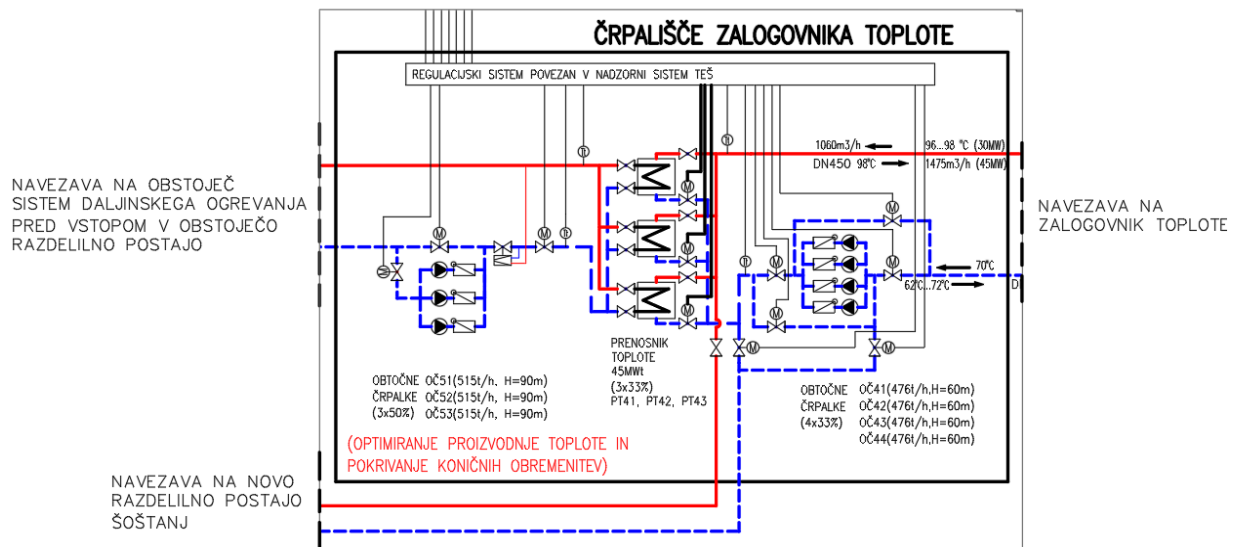 ČRPALIŠČE ZALOGOVNIKA TOPLOTE
REGULACIJSKI SISTEM POVEZAN V NADZORNI SISTEM TEŠ
1060m3/h
96...98 °C (30MW)
DN450 98°C
1475m3/h (45MW)
NAVEZAVA NA OBSTOJEČ
SISTEM DALJINSKEGA OGREVANJA
PRED VSTOPOM V OBSTOJEČO
RAZDELILNO POSTAJO
NAVEZAVA NA
ZALOGOVNIK TOPLOTE
70°C
62°C...72°C
D
PRENOSNIK
TOPLOTE
45MWt
(3x33%)
PT41, PT42, PT43
OBTOČNE OČ51(515t/h, H=90m)
ČRPALKE OČ52(515t/h, H=90m)
(3x50%) OČ53(515t/h, H=90m)
OBTOČNE OČ41(476t/h,H=60m)
ČRPALKE OČ42(476t/h,H=60m)
(4x33%) OČ43(476t/h,H=60m)
OČ44(476t/h,H=60m)
(OPTIMIRANJE PROIZVODNJE TOPLOTE IN
POKRIVANJE KONIČNIH OBREMENITEV)
NAVEZAVA NA NOVO
RAZDELILNO POSTAJO
ŠOŠTANJ